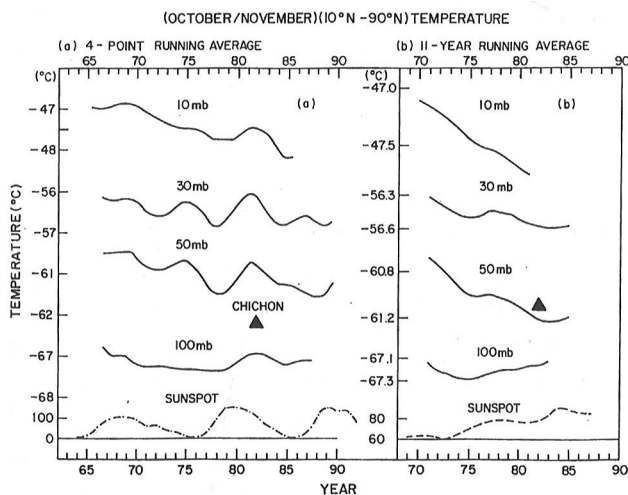 (OCTOBER/NOVEMBER)(10°N -90°N) TEMPERATURE
(a) 4 - POINT RUNNING AVERAGE
(b) 11-YEAR RUNNING AVERAGE
65 70 75 80 85 90
70 75 80 85 90
(°C)
(°C)
-47.0
-47
10mb
(a)
10mb
(b)
-47.5
-48
-56
30mb
-56.3
30mb
-57
-56.6
50mb
-60.8
50mb
-61
-62
CHICHON
-61.2
100mb
-67
-67.1
100mb
-67.3
-68
SUNSPOT
SUNSPOT
100
80
0
60
65 70 75 80 85 90
70 75 80 85 90
YEAR
TEMPERATURE (°C)